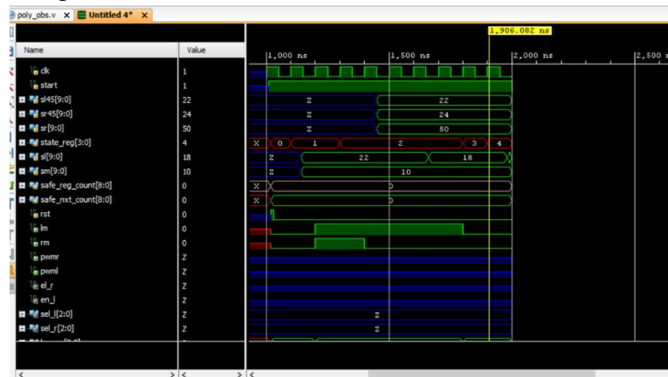 poly_obs.v x Untitled 4* x
1,906.082 ns
Name Value 1,000 ns 1,500 ns 2,000 ns 2,500
clk 1
start 1
sl45[9:0] 22 Z 22
sr45[9:0] 24 Z 24
sr[9:0] 50 Z 50
state_reg[3:0] 4 X 0 1 2 3 4
sl[9:0] 18 Z 22 18
sm[9:0] 10 Z 10
safe_reg_count[8:0] 0 X 0
safe_nxt_count[8:0] 0 X 0
rst 0
lm 0
rm 0
pwmr Z
pwml Z
el_r Z
en_l Z
sel_l[2:0] Z Z
sel_r[2:0] Z Z